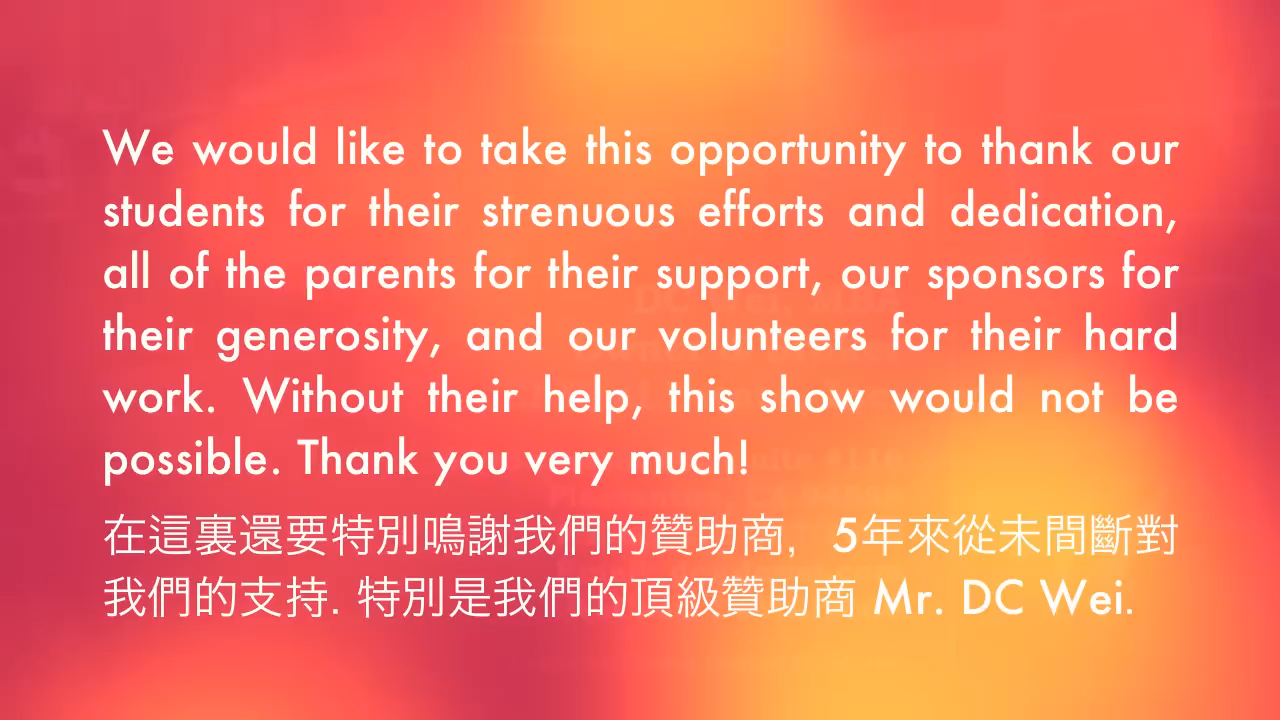 We would like to take this opportunity to thank our
students for their strenuous efforts and dedication,
all of the parents for their support, our sponsors for
their generosity, and our volunteers for their hard
work. Without their help, this show would not be
possible. Thank you very much!
在這裏還要特別鳴謝我們的贊助商, 5年來從未間斷對
我們的支持. 特別是我們的頂級贊助商 Mr. DC Wei.